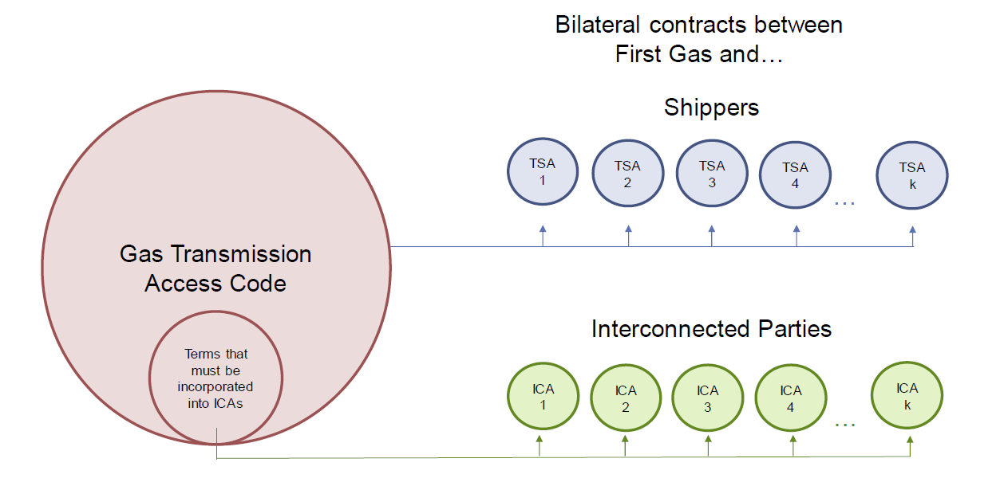 Bilateral contracts between
First Gas and…
Shippers
TSA
1
TSA
2
TSA
3
TSA
4
…
TSA
k
Gas Transmission
Access Code
Terms that
must be
incorporated
into ICAs
Interconnected Parties
ICA
1
ICA
2
ICA
3
ICA
4
…
ICA
k